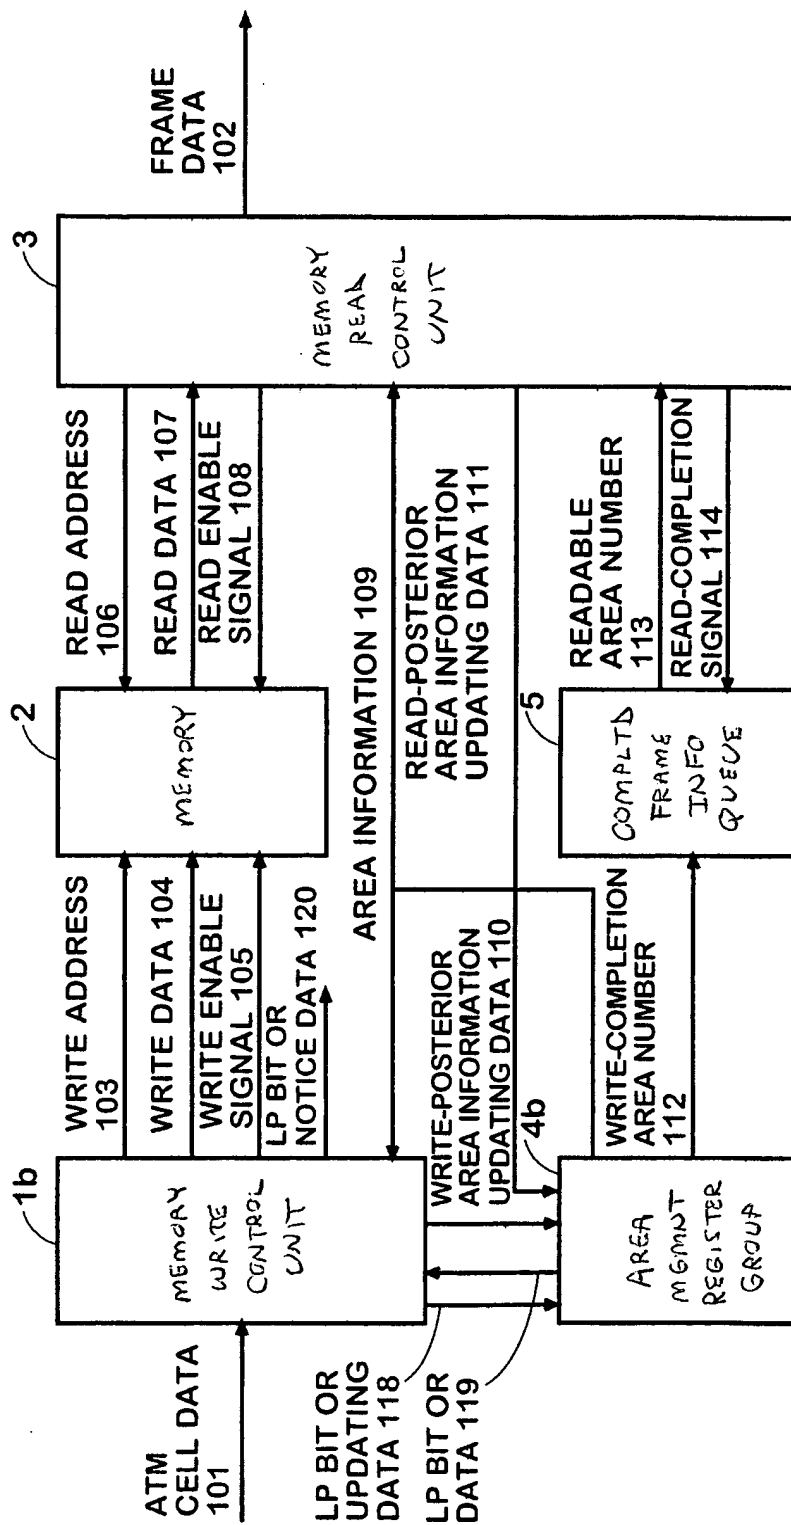 ATM
CELL DATA
101
1b
MEMORY
WRITE
CONTROL
UNIT
WRITE ADDRESS
103
WRITE DATA 104
WRITE ENABLE
SIGNAL 105
LP BIT OR
NOTICE DATA 120
2
MEMORY
READ ADDRESS
106
READ DATA 107
READ ENABLE
SIGNAL 108
3
MEMORY
READ
CONTROL
UNIT
FRAME
DATA
102
AREA INFORMATION 109
READ-POSTERIOR
AREA INFORMATION
UPDATING DATA 111
WRITE-POSTERIOR
AREA INFORMATION
UPDATING DATA 110
LP BIT OR
UPDATING
DATA 118
LP BIT OR
DATA 119
4b
AREA
MGMNT
REGISTER
GROUP
WRITE-COMPLETION
AREA NUMBER
112
5
COMPLTD
FRAME
INFO
QUEUE
READABLE
AREA NUMBER
113
READ-COMPLETION
SIGNAL 114